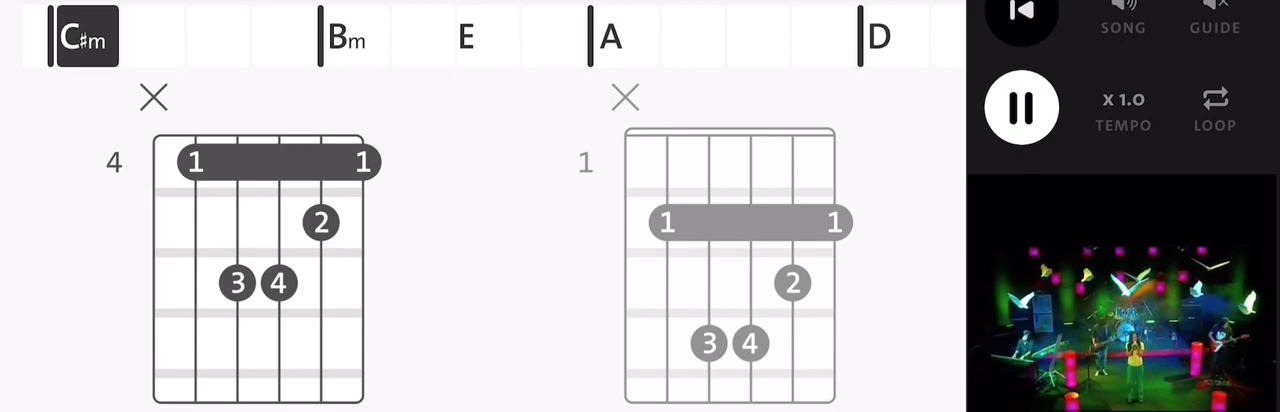 C♯m Bm E A D
SONG GUIDE
X 1.0
TEMPO LOOP
4 1 1 1 1 1
2
3 4 2
3 4